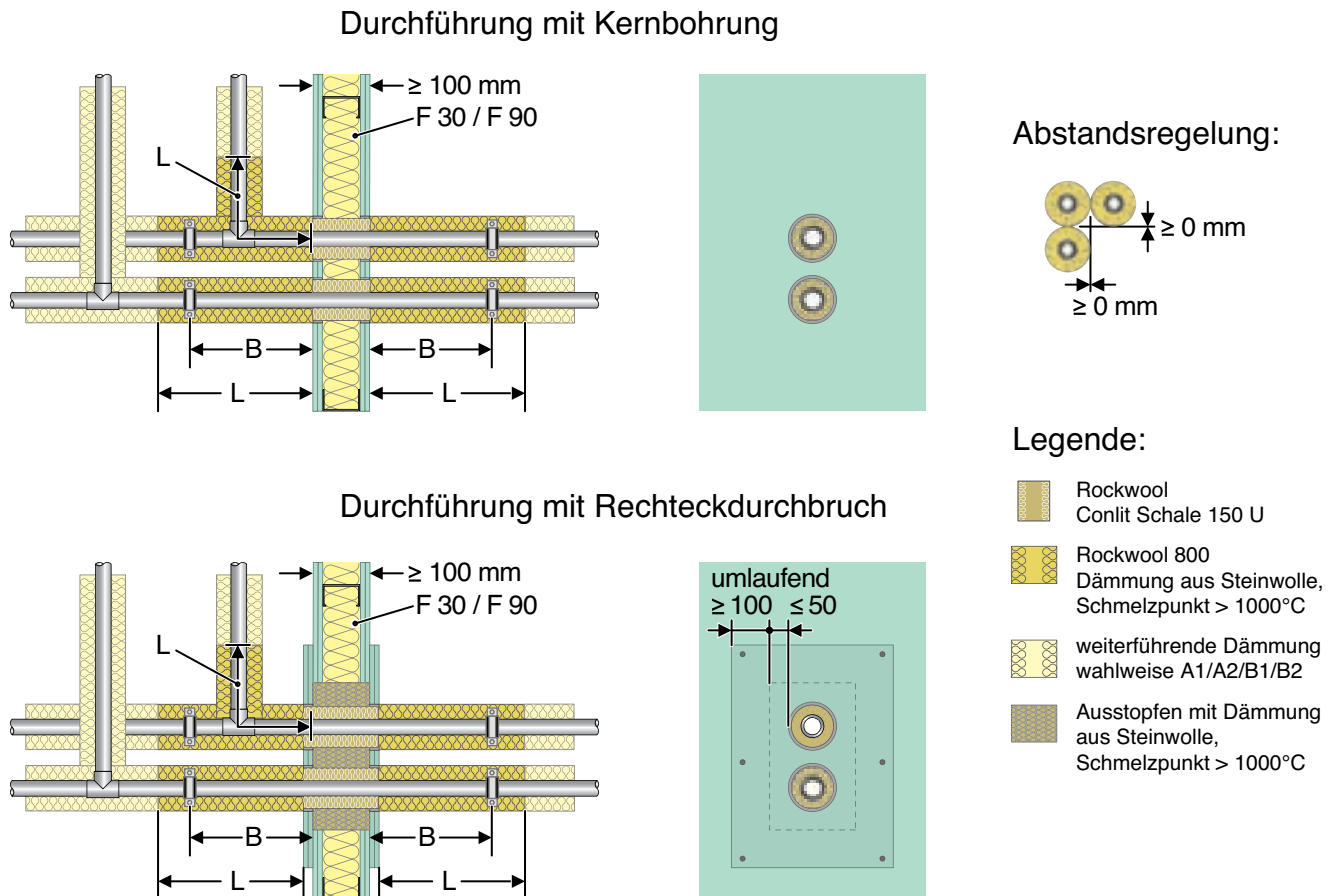 Durchführung mit Kernbohrung
≥ 100 mm
F 30 / F 90
L
B
B
L
L
Abstandsregelung:
≥ 0 mm
≥ 0 mm
Durchführung mit Rechteckdurchbruch
≥ 100 mm
F 30 / F 90
L
B
B
L
L
umlaufend
≥ 100 ≤ 50
Legende:
Rockwool
Conlit Schale 150 U
Rockwool 800
Dämmung aus Steinwolle,
Schmelzpunkt > 1000°C
weiterführende Dämmung
wahlweise A1/A2/B1/B2
Ausstopfen mit Dämmung
aus Steinwolle,
Schmelzpunkt > 1000°C